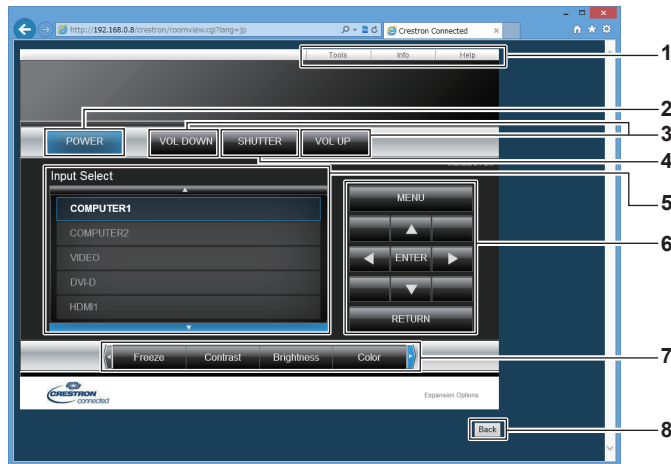 http://192.168.0.8/crestron/roomview.cgi?lang=jp
Crestron Connected
Tools Info Help
1
2
POWER VOL DOWN SHUTTER VOL UP
3
4
Input Select
5
COMPUTER1
COMPUTER2
VIDEO
DVI-D
HDMI1
MENU
ENTER
RETURN
6
Freeze Contrast Brightness Color
7
CRESTRON
connected
Expansion Options
Back
8